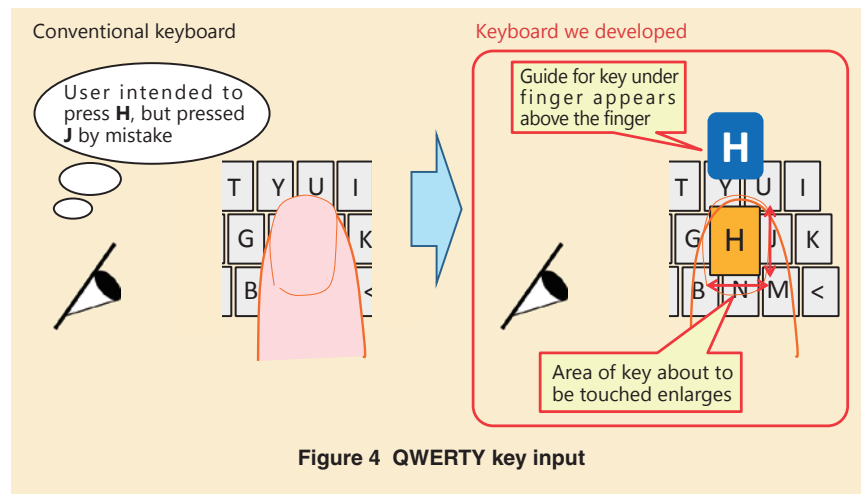 Conventional keyboard
User intended to
press H, but pressed
J by mistake
T Y U I
G K
B <
Keyboard we developed
Guide for key under
finger appears
above the finger
H
T Y U I
G H J K
B N M <
Area of key about to
be touched enlarges
Figure 4 QWERTY key input